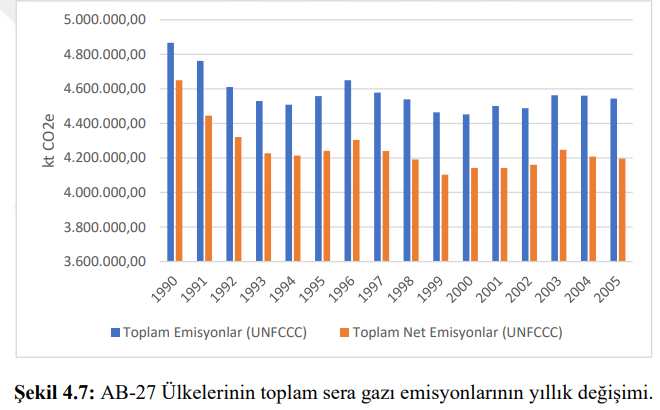 5.000.000,00
4.800.000,00
4.600.000,00
4.400.000,00
4.200.000,00
4.000.000,00
3.800.000,00
3.600.000,00
kt CO2e
1990 1991 1992 1993 1994 1995 1996 1997 1998 1999 2000 2001 2002 2003 2004 2005
Toplam Emisyonlar (UNFCCC) Toplam Net Emisyonlar (UNFCCC)
Şekil 4.7: AB-27 Ülkelerinin toplam sera gazı emisyonlarının yıllık değişimi.